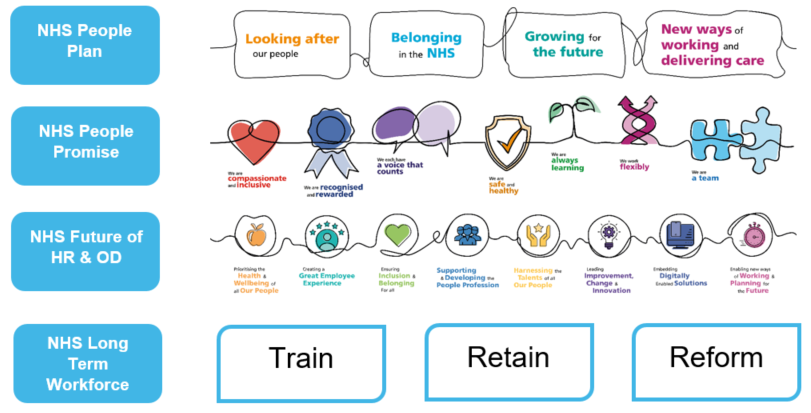 NHS People
Plan
Looking after
our people
Belonging
in the NHS
Growing for
the future
New ways of
working and
delivering care
NHS People
Promise
We are
compassionate
and inclusive
We are recognised
and rewarded
We each have
a voice that
counts
We are
safe and
healthy
We are
always
learning
We work
flexibly
We are
a team
NHS Future of
HR & OD
Prioritising the
Health &
Wellbeing of
all Our People
Creating a
Great Employee
Experience
Ensuring
Inclusion &
Belonging
For all
Supporting
& Developing the
People Profession
Harnessing the
Talents of all
Our People
Leading
Improvement,
Change &
Innovation
Embedding
Digitally
Enabled Solutions
Enabling new ways
of Working &
Planning for
the Future
NHS Long
Term
Workforce
Train
Retain
Reform